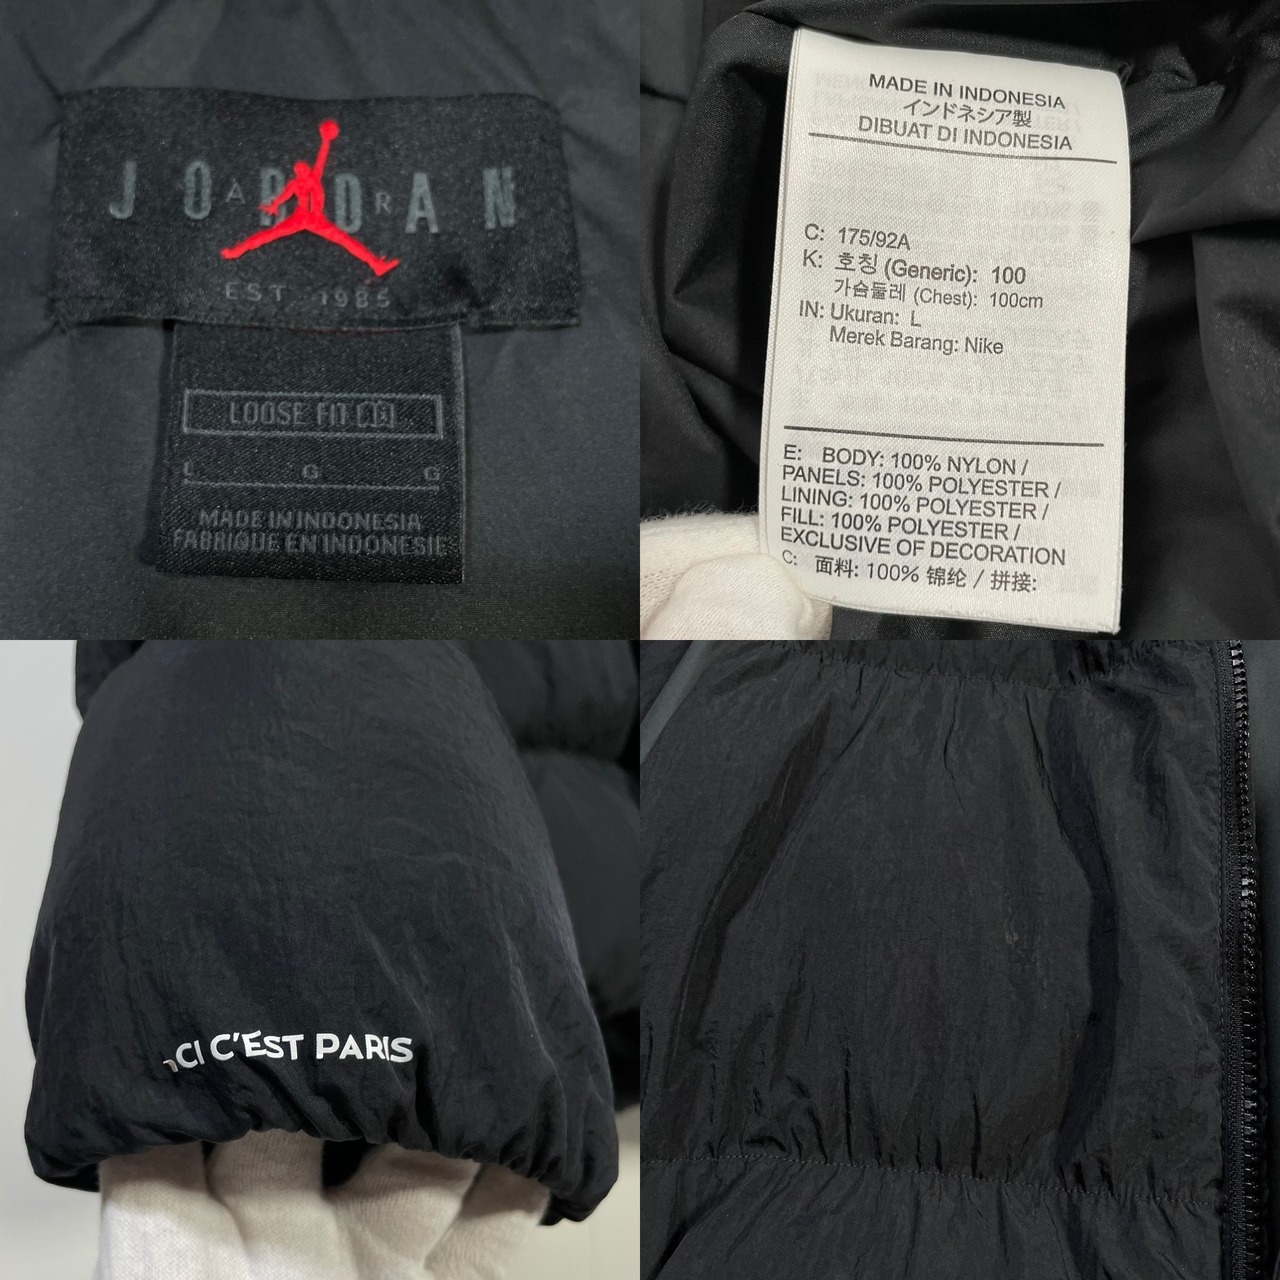 JORDAN
AIR
EST 1985
LOOSE FIT
L G G
MADE IN INDONESIA
FABRIQUE EN INDONESIE
MADE IN INDONESIA
インドネシア製
DIBUAT DI INDONESIA
C: 175/92A
K: 호칭 (Generic): 100
가슴둘레 (Chest): 100cm
IN: Ukuran: L
Merek Barang: Nike
E: BODY: 100% NYLON /
PANELS: 100% POLYESTER /
LINING: 100% POLYESTER /
FILL: 100% POLYESTER /
EXCLUSIVE OF DECORATION
C: 面料: 100% 锦纶 / 拼接:
ICI C'EST PARIS